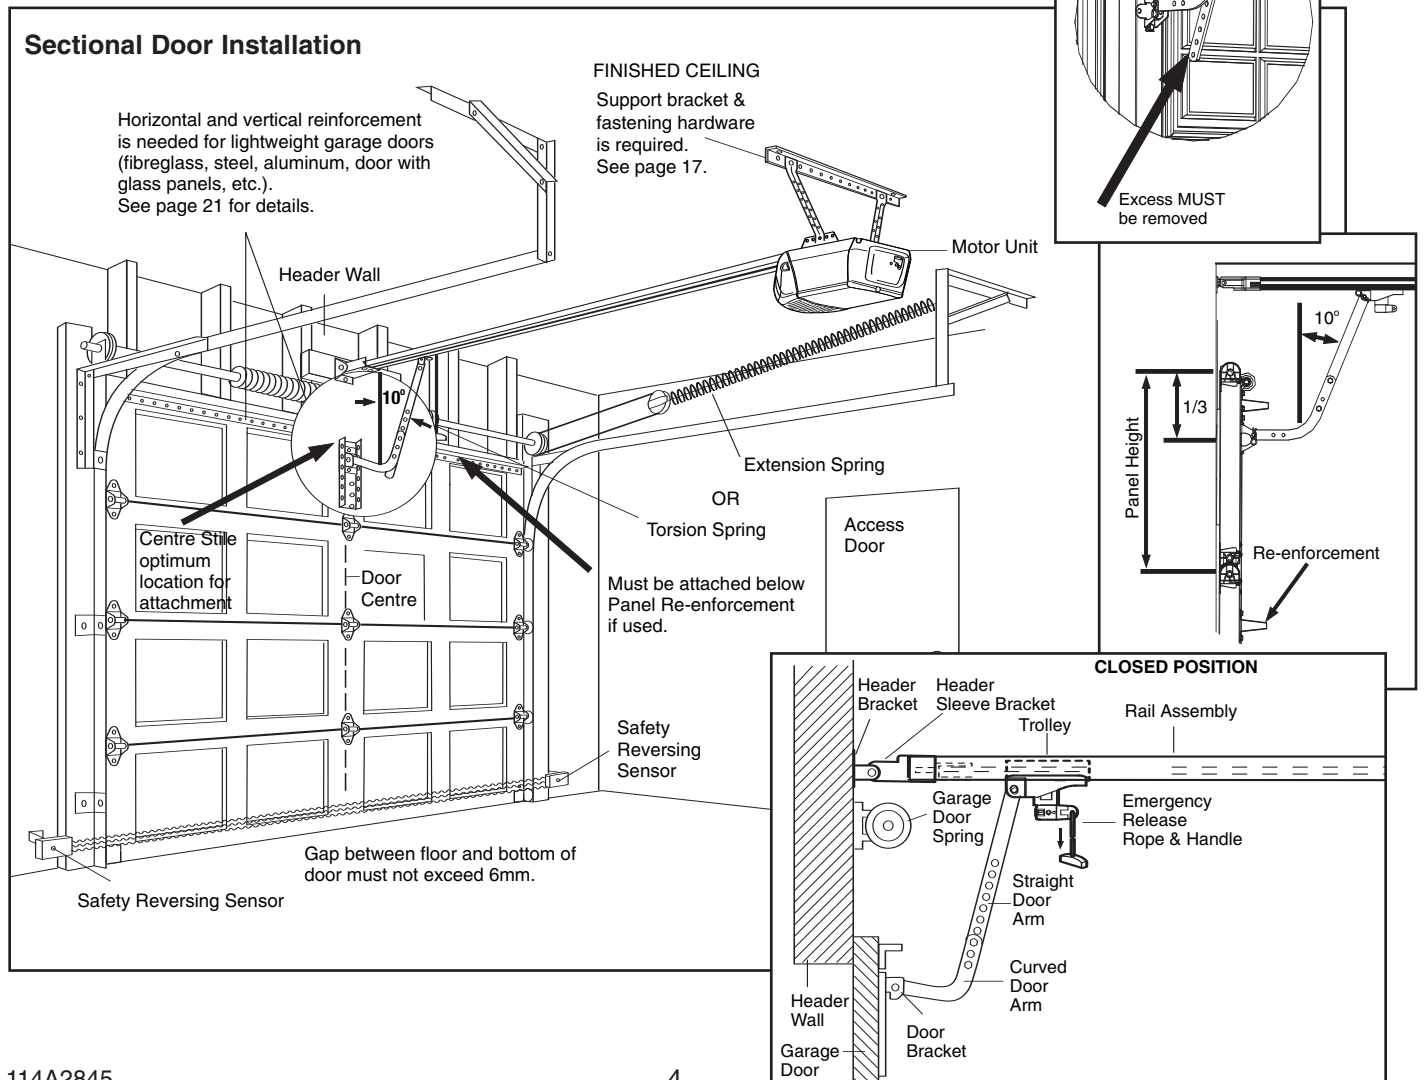 Sectional Door Installation
Horizontal and vertical reinforcement
is needed for lightweight garage doors
(fibreglass, steel, aluminum, door with
glass panels, etc.).
See page 21 for details.
FINISHED CEILING
Support bracket &
fastening hardware
is required.
See page 17.
Header Wall
Motor Unit
10°
Extension Spring
OR
Torsion Spring
Access
Door
Centre Stile
optimum
location for
attachment
Door
Centre
Must be attached below
Panel Re-enforcement
if used.
Safety
Reversing
Sensor
Gap between floor and bottom of
door must not exceed 6mm.
Safety Reversing Sensor
Excess MUST
be removed
10°
1/3
Panel Height
Re-enforcement
CLOSED POSITION
Header
Bracket
Header
Sleeve Bracket
Trolley
Rail Assembly
Garage
Door
Spring
Emergency
Release
Rope & Handle
Straight
Door
Arm
Curved
Door
Arm
Header
Wall
Door
Bracket
Garage
Door
114A2845
4